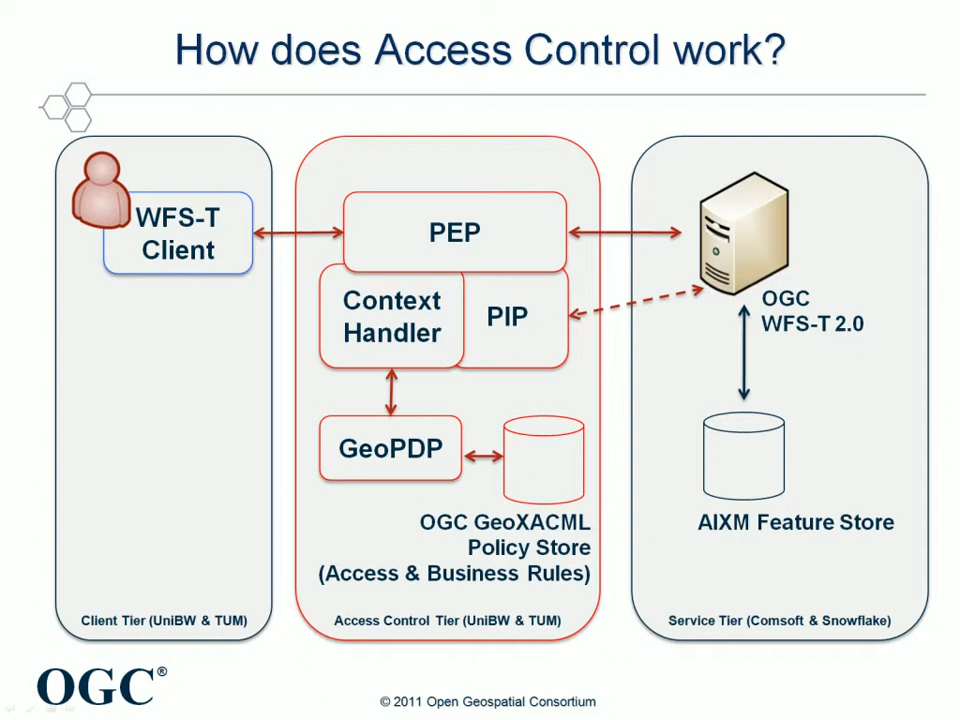 How does Access Control work?
WFS-T
Client
PEP
Context
Handler
PIP
OGC
WFS-T 2.0
GeoPDP
OGC GeoXACML
Policy Store
(Access & Business Rules)
AIXM Feature Store
Client Tier (UniBW & TUM)
Access Control Tier (UniBW & TUM)
Service Tier (Comsoft & Snowflake)
OGC®
© 2011 Open Geospatial Consortium